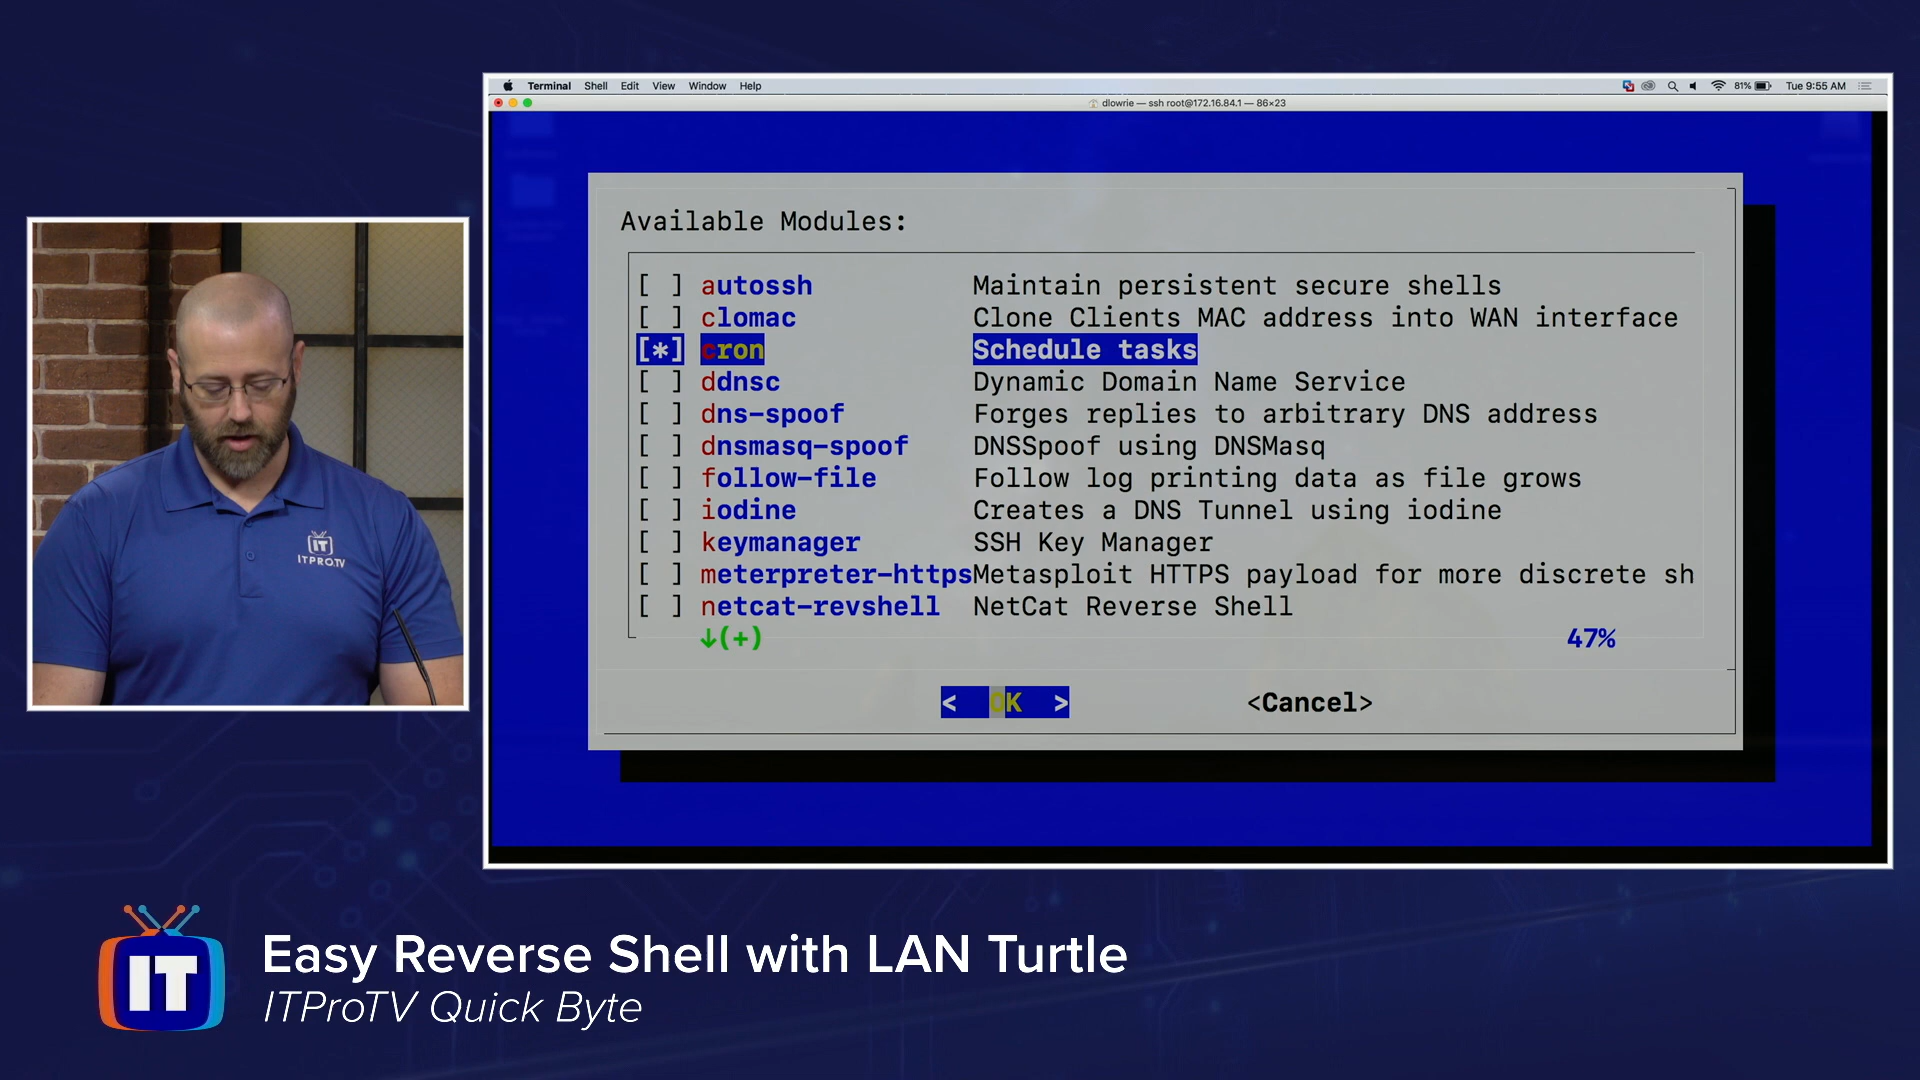 Terminal Shell Edit View Window Help 81% Tue 9:55 AM
dlowrie — ssh root@172.16.84.1 — 86×23
Available Modules:
[ ] autossh Maintain persistent secure shells
[ ] clomac Clone Clients MAC address into WAN interface
[*] cron Schedule tasks
[ ] ddnsc Dynamic Domain Name Service
[ ] dns-spoof Forges replies to arbitrary DNS address
[ ] dnsmasq-spoof DNSSpoof using DNSMasq
[ ] follow-file Follow log printing data as file grows
[ ] iodine Creates a DNS Tunnel using iodine
[ ] keymanager SSH Key Manager
[ ] meterpreter-httpsMetasploit HTTPS payload for more discrete sh
[ ] netcat-revshell NetCat Reverse Shell
↓(+) 47%
< OK > <Cancel>
IT
ITPRO.TV
IT
Easy Reverse Shell with LAN Turtle
ITProTV Quick Byte